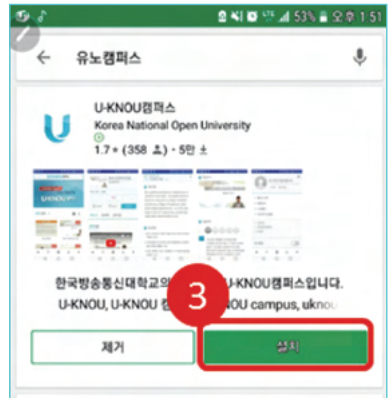 53% 오후 1:51
유노캠퍼스
U-KNOU캠퍼스
Korea National Open University
1.7 (358 ) · 5만
한국방송통신대학교의 U-KNOU캠퍼스입니다.
U-KNOU, U-KNOU campus,
3
제거
설치